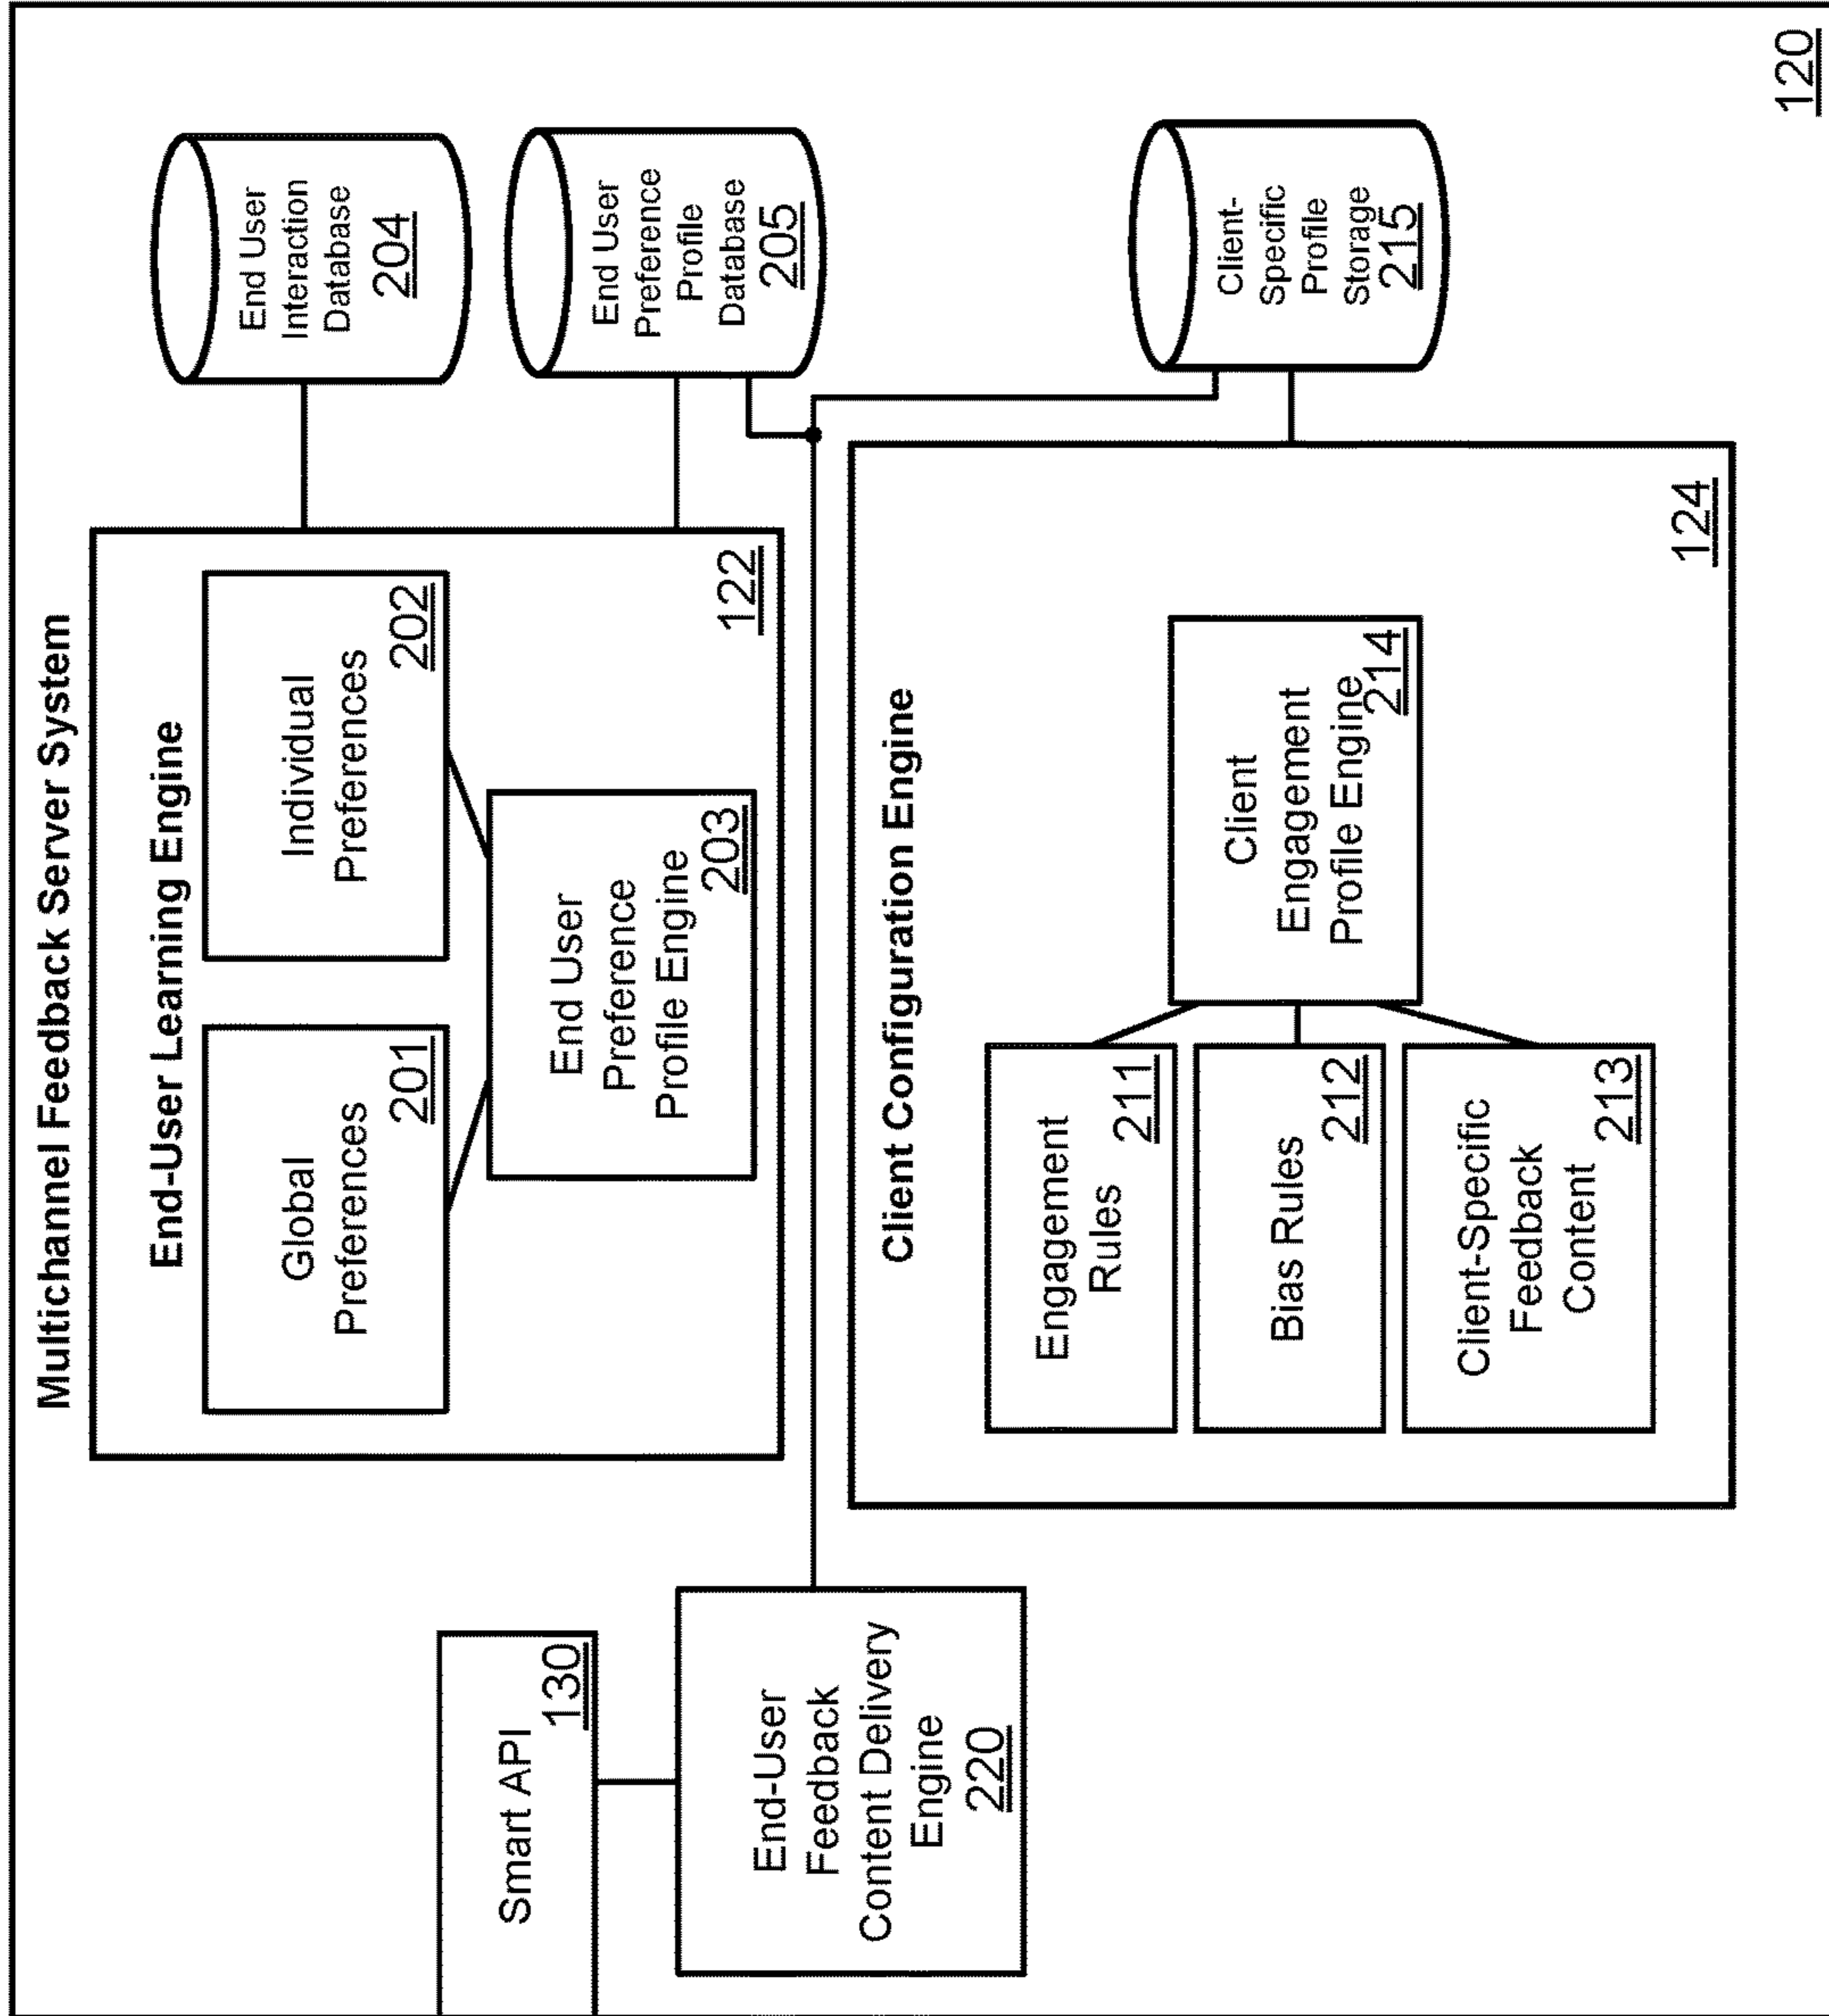 Multichannel Feedback Server System
Smart API
130
End-User
Feedback
Content Delivery
Engine
220
End-User Learning Engine
Global
Preferences
201
Individual
Preferences
202
End User
Preference
Profile Engine
203
122
End User
Interaction
Database
204
End User
Preference
Profile
Database
205
Client Configuration Engine
Engagement
Rules
211
Bias Rules
212
Client-Specific
Feedback
Content
213
Client
Engagement
Profile Engine
214
124
Client-
Specific
Profile
Storage
215
120